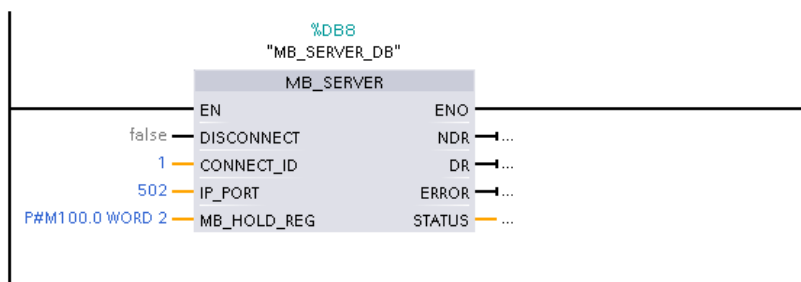 %DB8
"MB_SERVER_DB"
MB_SERVER
EN ENO
false DISCONNECT NDR ...
1 CONNECT_ID DR ...
502 IP_PORT ERROR ...
P#M100.0 WORD 2 MB_HOLD_REG STATUS ...